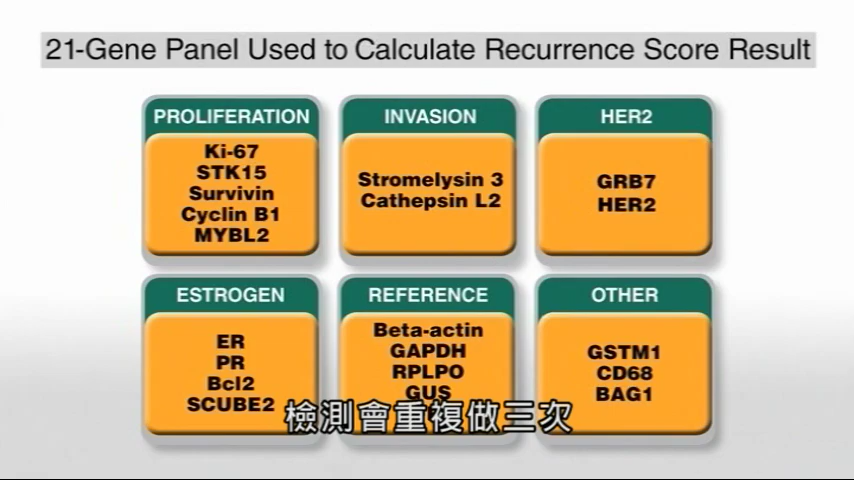 21-Gene Panel Used to Calculate Recurrence Score Result
PROLIFERATION
Ki-67
STK15
Survivin
Cyclin B1
MYBL2
INVASION
Stromelysin 3
Cathepsin L2
HER2
GRB7
HER2
ESTROGEN
ER
PR
Bcl2
SCUBE2
REFERENCE
Beta-actin
GAPDH
RPLPO
GUS
OTHER
GSTM1
CD68
BAG1
檢測會重複做三次